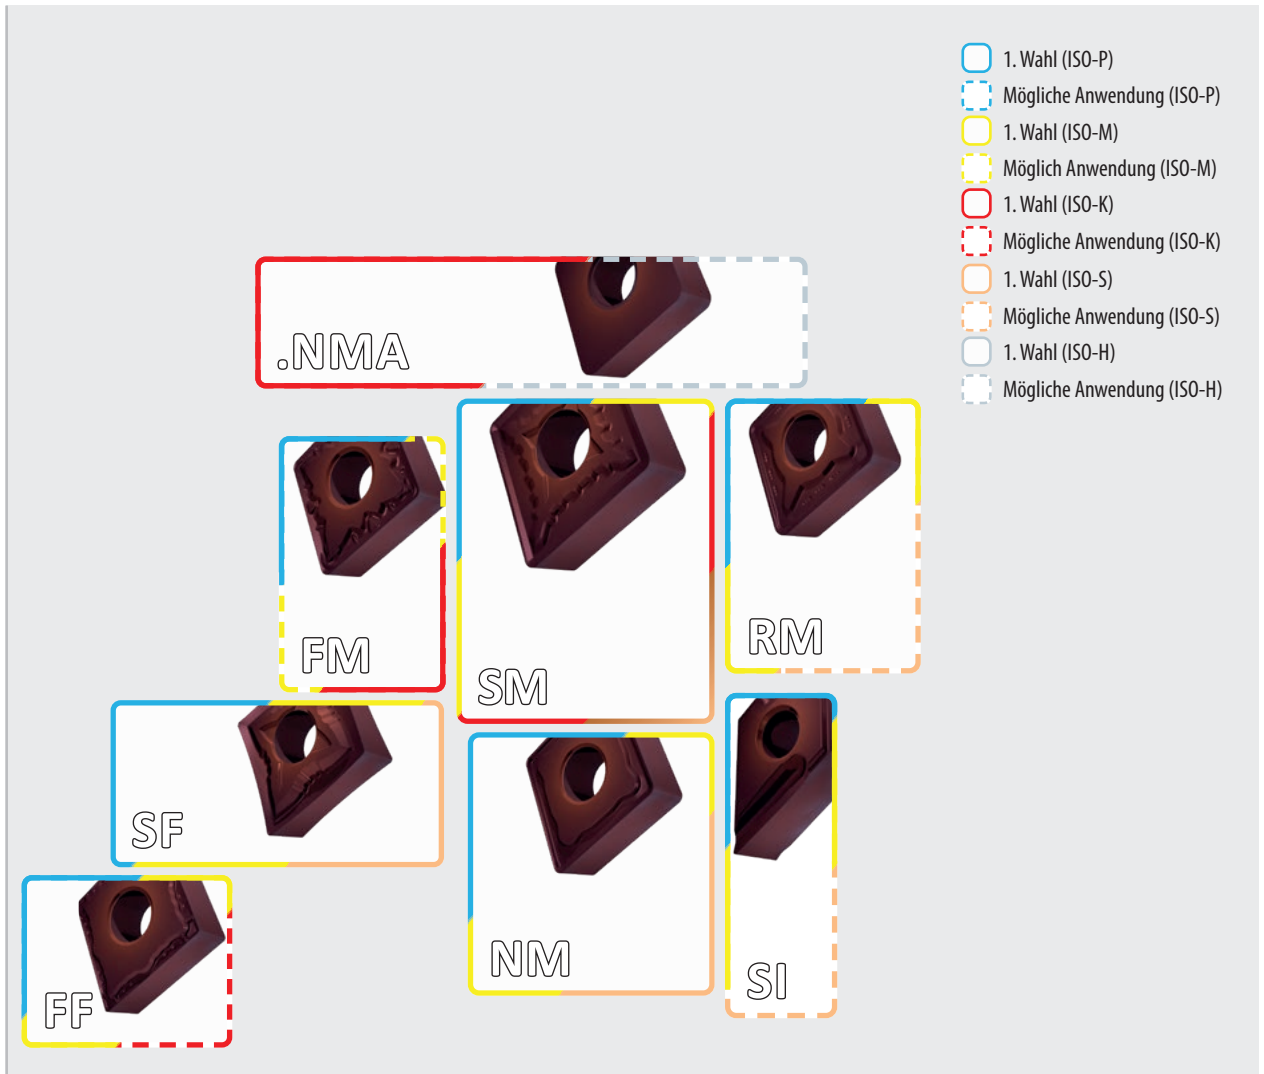 1. Wahl (ISO-P)
Mögliche Anwendung (ISO-P)
1. Wahl (ISO-M)
Möglich Anwendung (ISO-M)
1. Wahl (ISO-K)
Mögliche Anwendung (ISO-K)
1. Wahl (ISO-S)
Mögliche Anwendung (ISO-S)
1. Wahl (ISO-H)
Mögliche Anwendung (ISO-H)
.NMA
FM
SM
RM
SF
NM
SI
FF